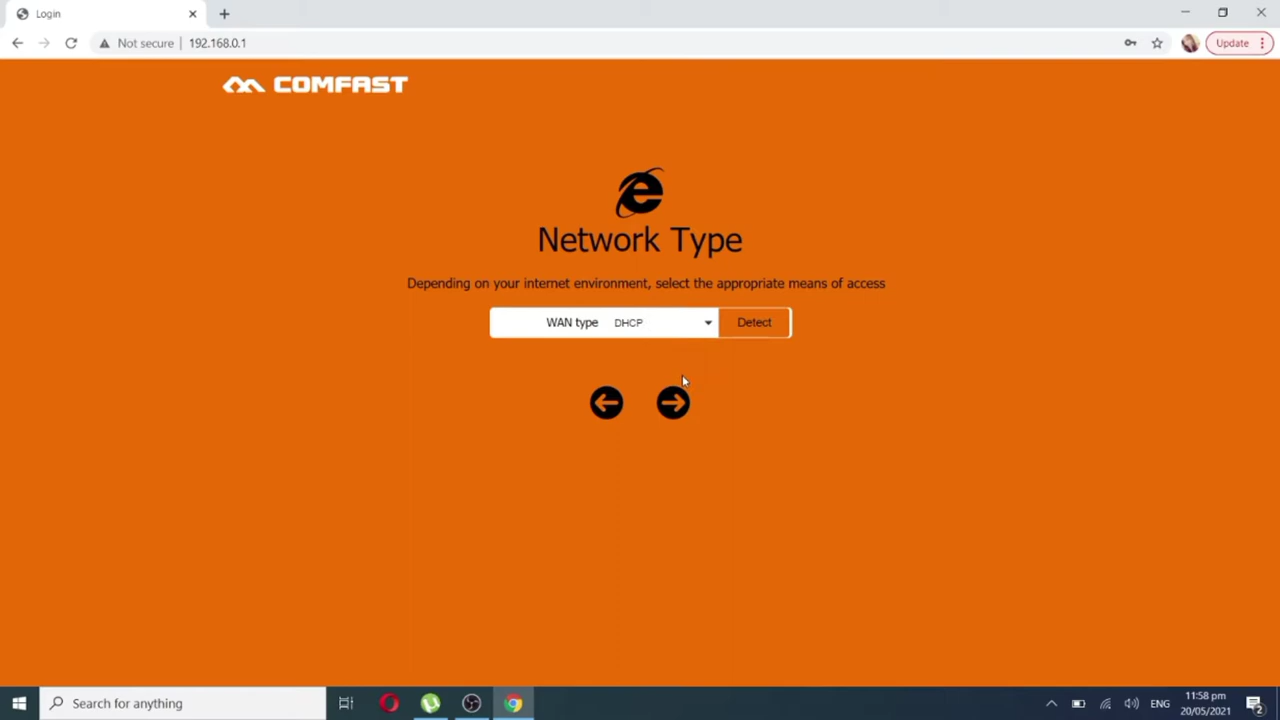 Login
Not secure | 192.168.0.1
Update
COMFAST
Network Type
Depending on your internet environment, select the appropriate means of access
WAN type DHCP Detect
Search for anything
ENG
11:58 pm
20/05/2021
2